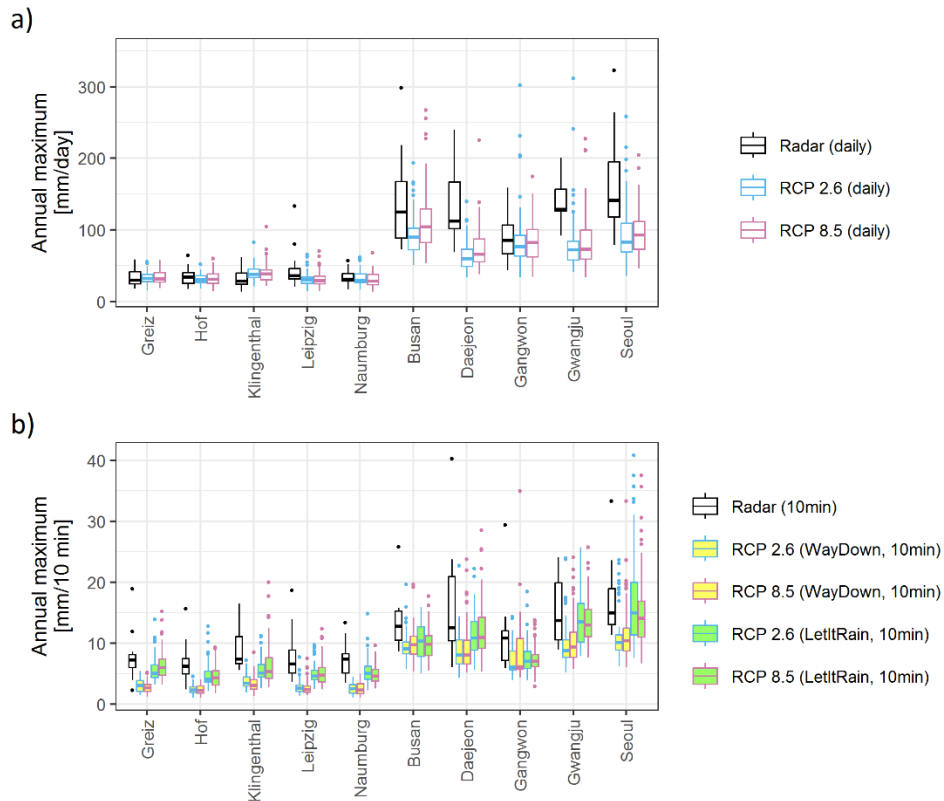 a)
Annual maximum
[mm/day]
300
200
100
0
Greiz
Hof
Klingenthal
Leipzig
Naumburg
Busan
Daejeon
Gangwon
Gwangju
Seoul
Radar (daily)
RCP 2.6 (daily)
RCP 8.5 (daily)
b)
Annual maximum
[mm/10 min]
40
30
20
10
0
Greiz
Hof
Klingenthal
Leipzig
Naumburg
Busan
Daejeon
Gangwon
Gwangju
Seoul
Radar (10min)
RCP 2.6 (WayDown, 10min)
RCP 8.5 (WayDown, 10min)
RCP 2.6 (LetItRain, 10min)
RCP 8.5 (LetItRain, 10min)